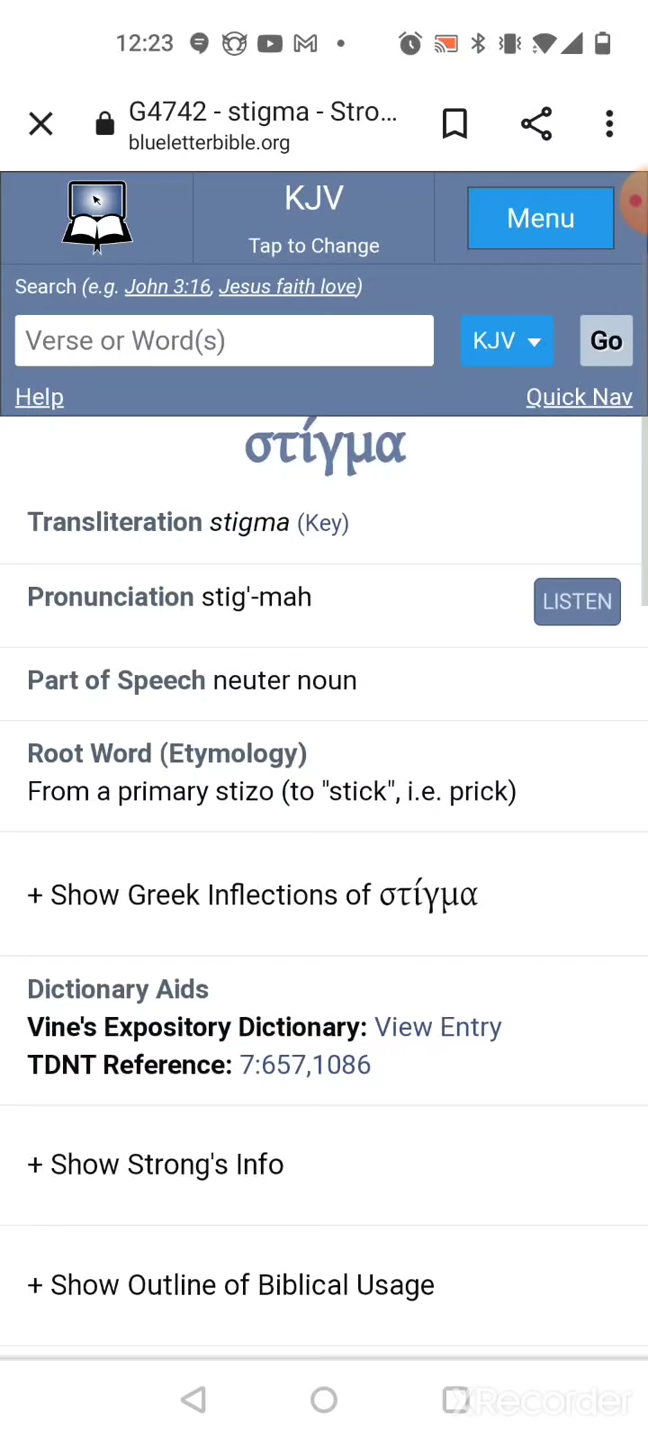 12:23
G4742 - stigma - Stro...
blueletterbible.org
KJV
Tap to Change
Menu
Search (e.g. John 3:16, Jesus faith love)
Verse or Word(s)
KJV
Go
Help
Quick Nav
στίγμα
Transliteration stigma (Key)
Pronunciation stig'-mah
LISTEN
Part of Speech neuter noun
Root Word (Etymology)
From a primary stizo (to "stick", i.e. prick)
+ Show Greek Inflections of στίγμα
Dictionary Aids
Vine's Expository Dictionary: View Entry
TDNT Reference: 7:657,1086
+ Show Strong's Info
+ Show Outline of Biblical Usage
XRecorder